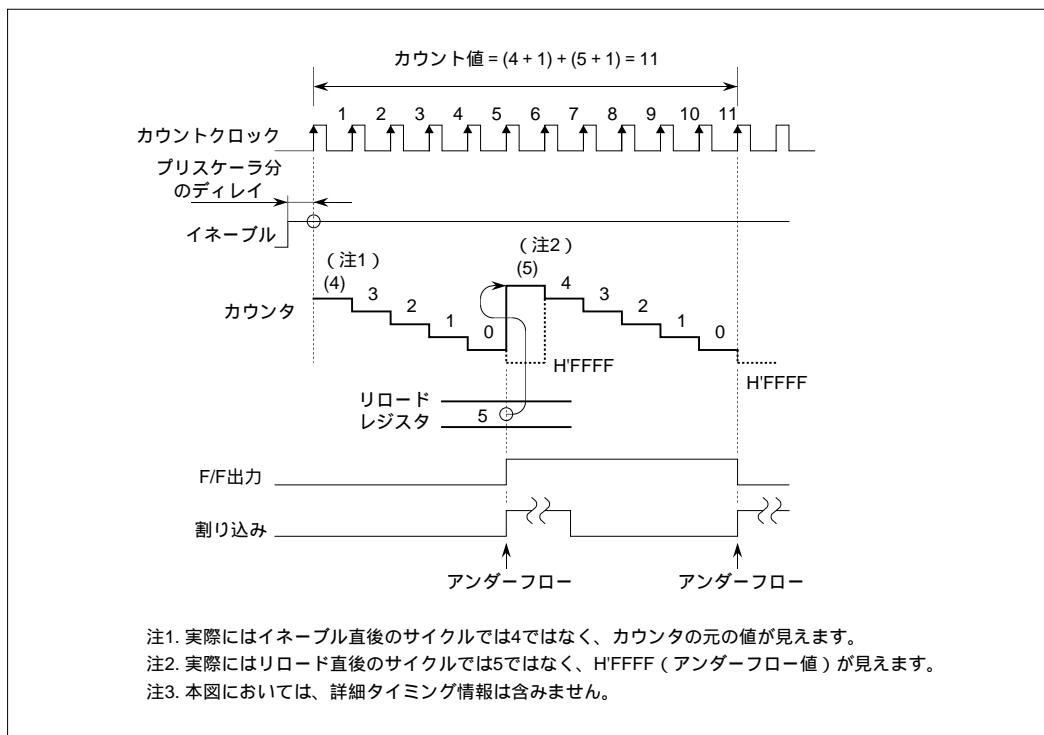 カウント値 = (4 + 1) + (5 + 1) = 11
1 2 3 4 5 6 7 8 9 10 11
カウントクロック
プリスケーラ分
のディレイ
イネーブル
(注1) (注2)
(4) 3 2 1 0 (5) 4 3 2 1 0
カウンタ
H'FFFF H'FFFF
リロード
レジスタ 5
F/F出力
割り込み
アンダーフロー アンダーフロー
注1. 実際にはイネーブル直後のサイクルでは4ではなく、カウンタの元の値が見えます。
注2. 実際にはリロード直後のサイクルでは5ではなく、H'FFFF(アンダーフロー値)が見えます。
注3. 本図においては、詳細タイミング情報は含みません。